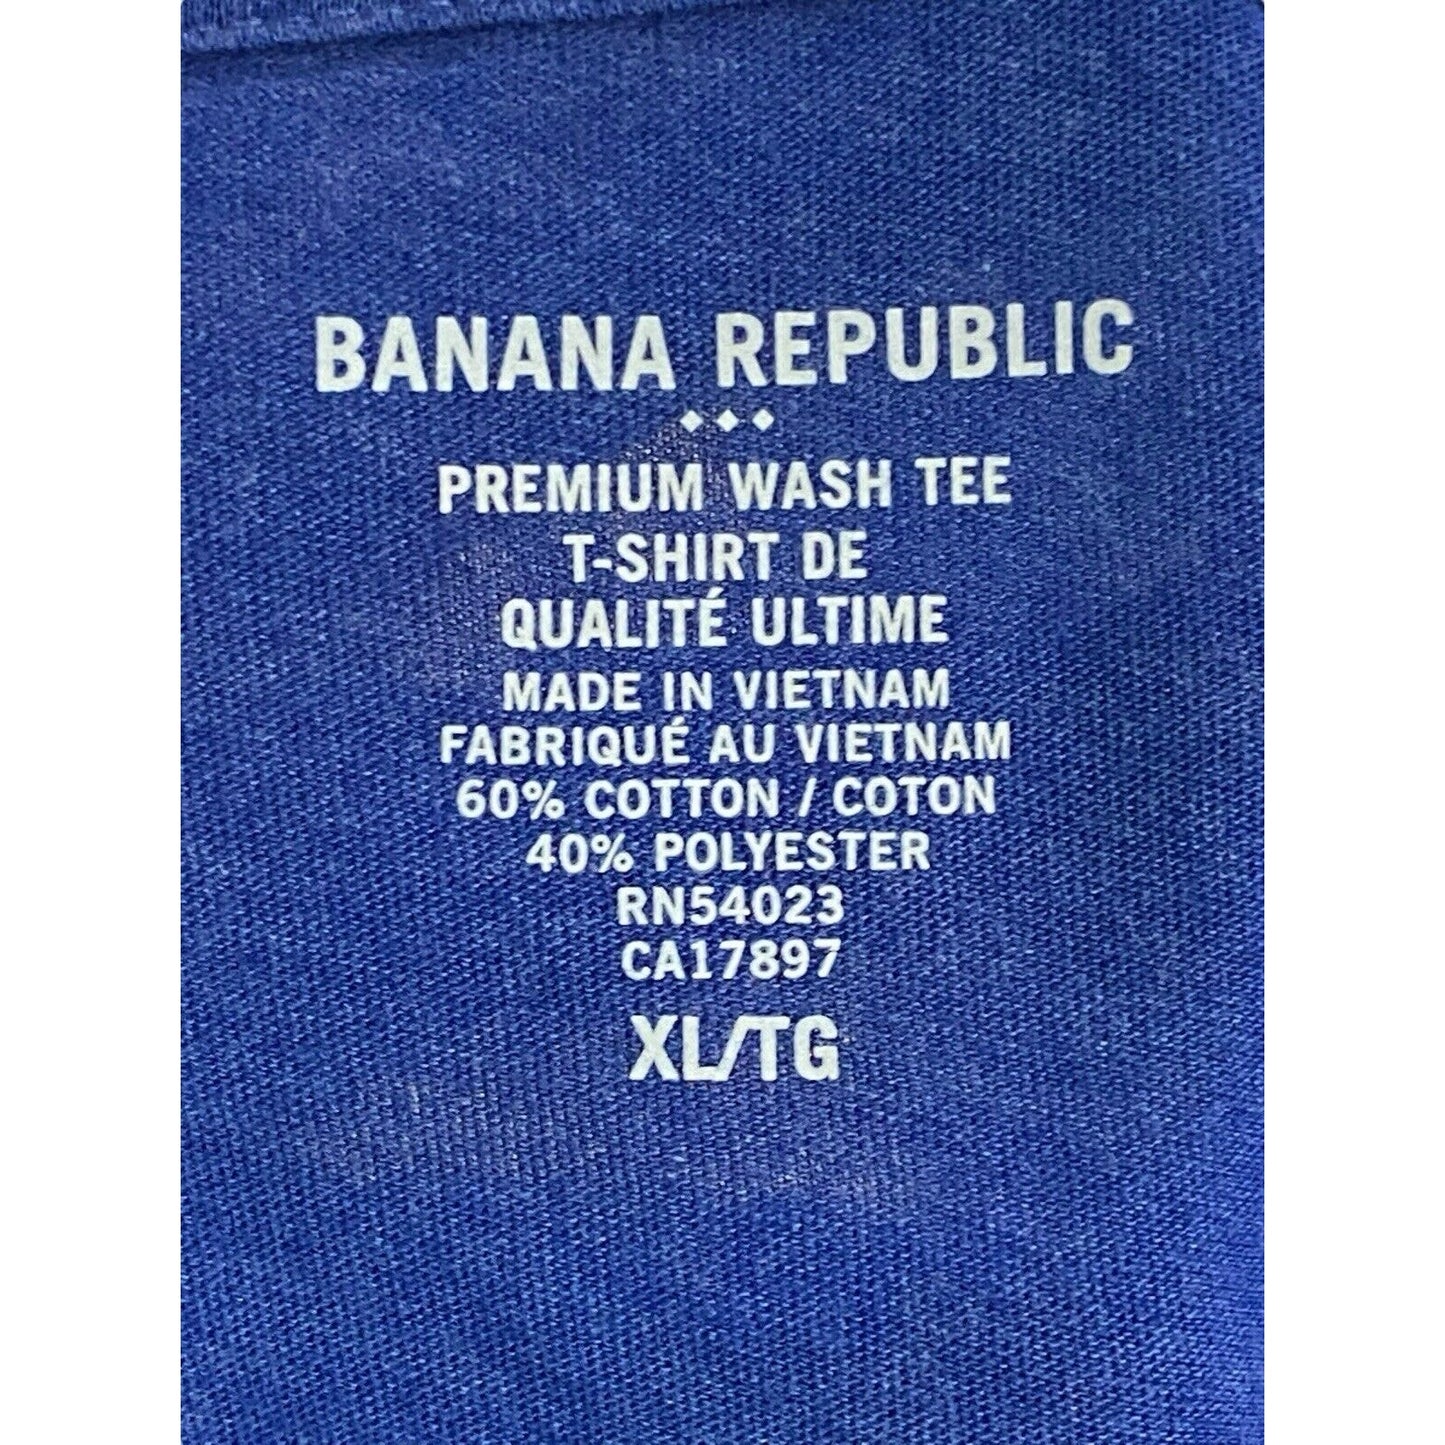 BANANA REPUBLIC
PREMIUM WASH TEE
T-SHIRT DE
QUALITÉ ULTIME
MADE IN VIETNAM
FABRIQUÉ AU VIETNAM
60% COTTON / COTON
40% POLYESTER
RN54023
CA17897
XL/TG